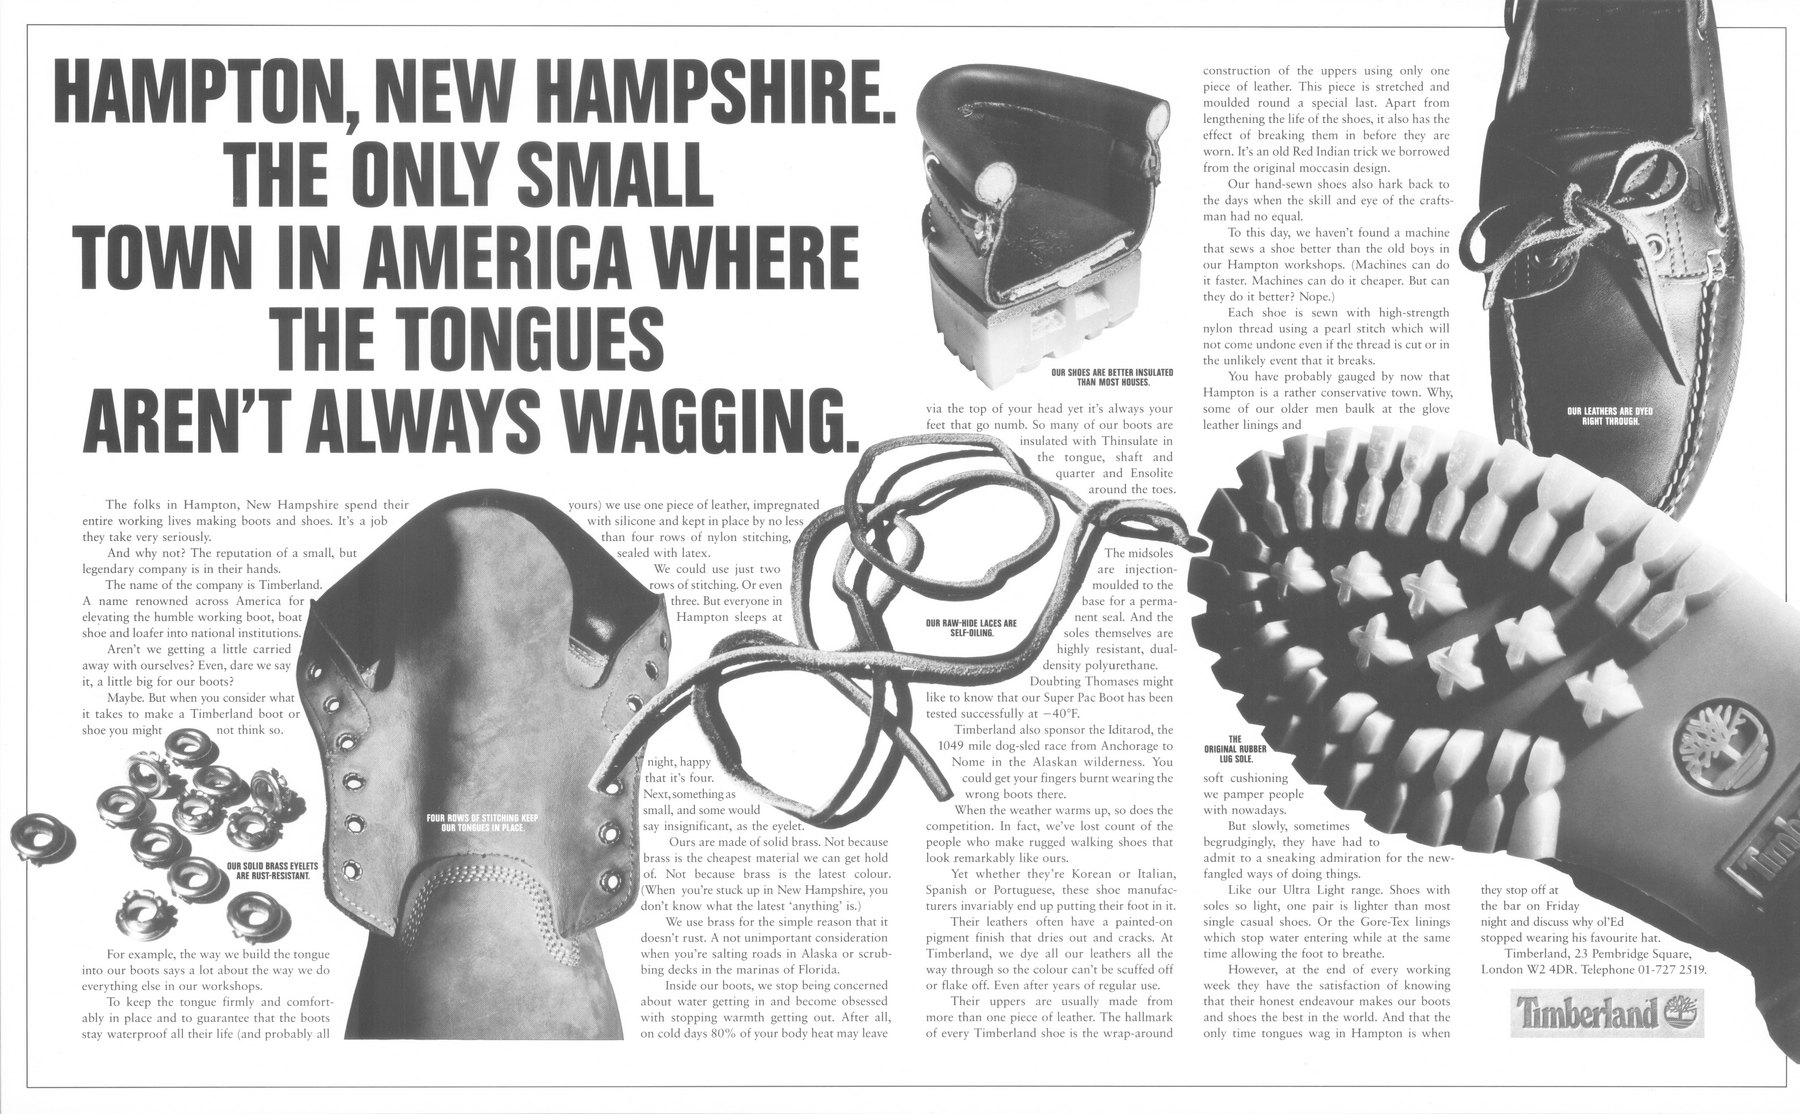 HAMPTON, NEW HAMPSHIRE.
THE ONLY SMALL
TOWN IN AMERICA WHERE
THE TONGUES
AREN'T ALWAYS WAGGING.
The folks in Hampton, New Hampshire spend their
entire working lives making boots and shoes. It's a job
they take very seriously.
And why not? The reputation of a small, but
legendary company is in their hands.
The name of the company is Timberland.
A name renowned across America for
elevating the humble working boot, boat
shoe and loafer into national institutions.
Aren't we getting a little carried
away with ourselves? Even, dare we say
it, a little big for our boots?
Maybe. But when you consider what
it takes to make a Timberland boot or
shoe you might not think so.
OUR SOLID BRASS EYELETS
ARE RUST-RESISTANT.
For example, the way we build the tongue
into our boots says a lot about the way we do
everything else in our workshops.
To keep the tongue firmly and comfort-
ably in place and to guarantee that the boots
stay waterproof all their life (and probably all
FOUR ROWS OF STITCHING KEEP
OUR TONGUES IN PLACE.
yours) we use one piece of leather, impregnated
with silicone and kept in place by no less
than four rows of nylon stitching,
sealed with latex.
We could use just two
rows of stitching. Or even
three. But everyone in
Hampton sleeps at
night, happy
that it's four.
Next, something as
small, and some would
say insignificant, as the eyelet.
Ours are made of solid brass. Not because
brass is the cheapest material we can get hold
of. Not because brass is the latest colour.
(When you're stuck up in New Hampshire, you
don't know what the latest 'anything' is.)
We use brass for the simple reason that it
doesn't rust. A not unimportant consideration
when you're salting roads in Alaska or scrub-
bing decks in the marinas of Florida.
Inside our boots, we stop being concerned
about water getting in and become obsessed
with stopping warmth getting out. After all,
on cold days 80% of your body heat may leave
OUR SHOES ARE BETTER INSULATED
THAN MOST HOUSES.
via the top of your head yet it's always your
feet that go numb. So many of our boots are
insulated with Thinsulate in
the tongue, shaft and
quarter and Ensolite
around the toes.
The midsoles
are injection-
moulded to the
base for a perma-
nent seal. And the
soles themselves are
highly resistant, dual-
density polyurethane.
OUR RAW-HIDE LACES ARE
SELF-OILING.
Doubting Thomases might
like to know that our Super Pac Boot has been
tested successfully at −40°F.
Timberland also sponsor the Iditarod, the
1049 mile dog-sled race from Anchorage to
Nome in the Alaskan wilderness. You
could get your fingers burnt wearing the
wrong boots there.
When the weather warms up, so does the
competition. In fact, we've lost count of the
people who make rugged walking shoes that
look remarkably like ours.
Yet whether they're Korean or Italian,
Spanish or Portuguese, these shoe manufac-
turers invariably end up putting their foot in it.
Their leathers often have a painted-on
pigment finish that dries out and cracks. At
Timberland, we dye all our leathers all the
way through so the colour can't be scuffed off
or flake off. Even after years of regular use.
Their uppers are usually made from
more than one piece of leather. The hallmark
of every Timberland shoe is the wrap-around
construction of the uppers using only one
piece of leather. This piece is stretched and
moulded round a special last. Apart from
lengthening the life of the shoes, it also has the
effect of breaking them in before they are
worn. It's an old Red Indian trick we borrowed
from the original moccasin design.
Our hand-sewn shoes also hark back to
the days when the skill and eye of the crafts-
man had no equal.
To this day, we haven't found a machine
that sews a shoe better than the old boys in
our Hampton workshops. (Machines can do
it faster. Machines can do it cheaper. But can
they do it better? Nope.)
Each shoe is sewn with high-strength
nylon thread using a pearl stitch which will
not come undone even if the thread is cut or in
the unlikely event that it breaks.
You have probably gauged by now that
Hampton is a rather conservative town. Why,
some of our older men baulk at the glove
leather linings and
OUR LEATHERS ARE DYED
RIGHT THROUGH.
THE
ORIGINAL RUBBER
LUG SOLE.
soft cushioning
we pamper people
with nowadays.
But slowly, sometimes
begrudgingly, they have had to
admit to a sneaking admiration for the new-
fangled ways of doing things.
Like our Ultra Light range. Shoes with
soles so light, one pair is lighter than most
single casual shoes. Or the Gore-Tex linings
which stop water entering while at the same
time allowing the foot to breathe.
However, at the end of every working
week they have the satisfaction of knowing
that their honest endeavour makes our boots
and shoes the best in the world. And that the
only time tongues wag in Hampton is when
they stop off at
the bar on Friday
night and discuss why ol'Ed
stopped wearing his favourite hat.
Timberland, 23 Pembridge Square,
London W2 4DR. Telephone 01-727 2519.
Timb
Timberland